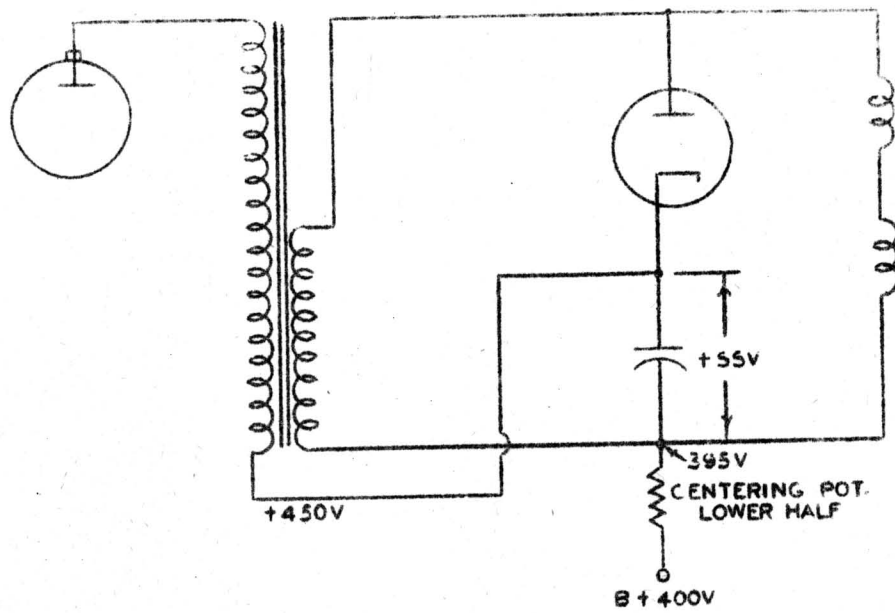 +55V
395V
CENTERING POT.
LOWER HALF
+450V
B+400V